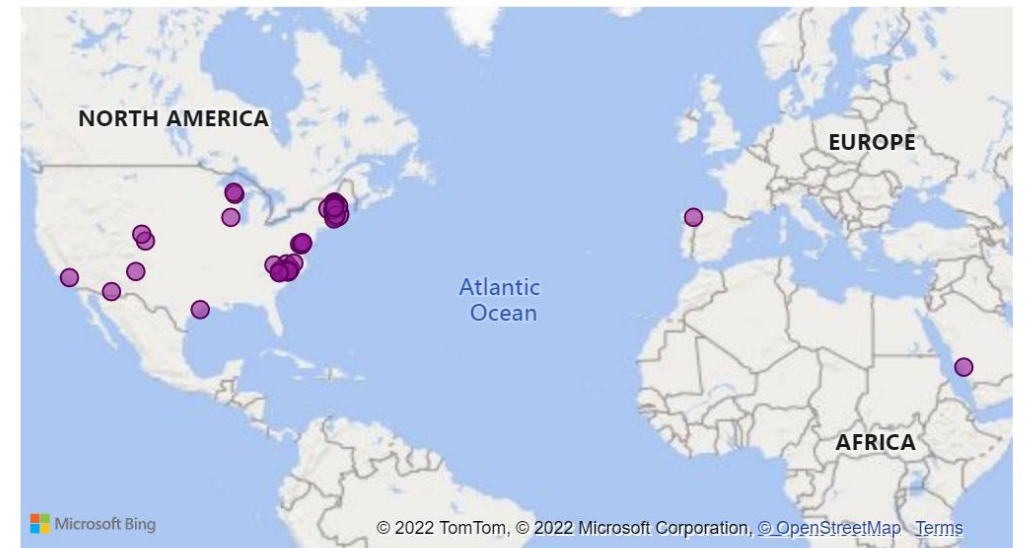 NORTH AMERICA
EUROPE
Atlantic
Ocean
AFRICA
Microsoft Bing
© 2022 TomTom, © 2022 Microsoft Corporation, © OpenStreetMap Terms